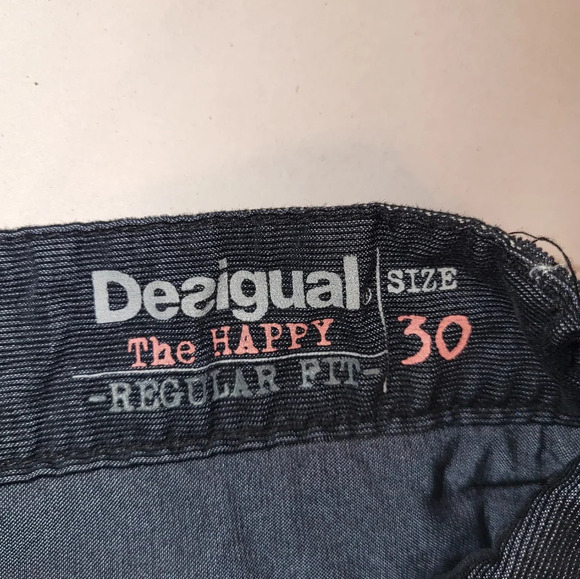 Desigual.
The HAPPY
-REGULAR FIT-
SIZE
30